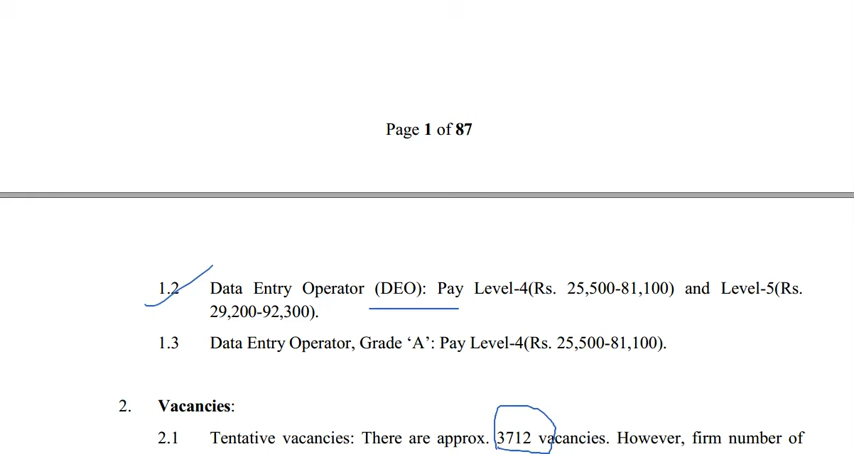 Page 1 of 87
1.2 Data Entry Operator (DEO): Pay Level-4(Rs. 25,500-81,100) and Level-5(Rs.
29,200-92,300).
1.3 Data Entry Operator, Grade ‘A’: Pay Level-4(Rs. 25,500-81,100).
2. Vacancies:
2.1 Tentative vacancies: There are approx. 3712 vacancies. However, firm number of